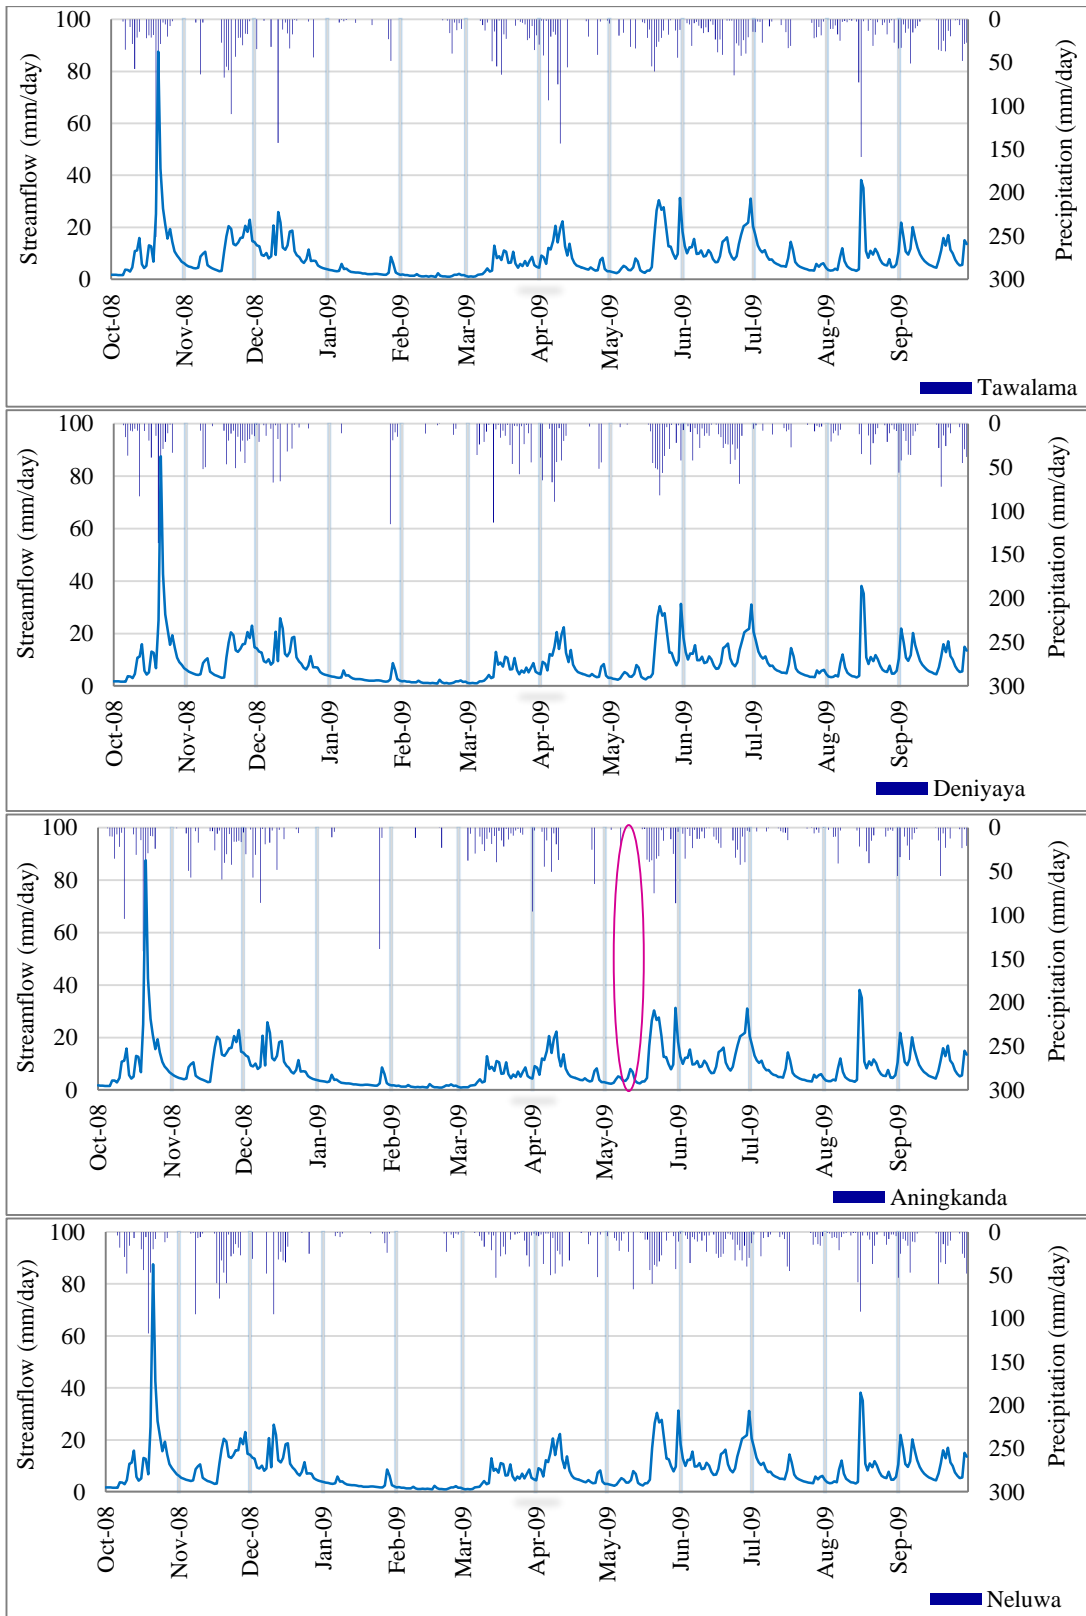 Streamflow (mm/day)
100
80
60
40
20
0
0
50
100
150
200
250
300
Precipitation (mm/day)
Oct-08
Nov-08
Dec-08
Jan-09
Feb-09
Mar-09
Apr-09
May-09
Jun-09
Jul-09
Aug-09
Sep-09
Tawalama
Streamflow (mm/day)
100
80
60
40
20
0
0
50
100
150
200
250
300
Precipitation (mm/day)
Oct-08
Nov-08
Dec-08
Jan-09
Feb-09
Mar-09
Apr-09
May-09
Jun-09
Jul-09
Aug-09
Sep-09
Deniyaya
Streamflow (mm/day)
100
80
60
40
20
0
0
50
100
150
200
250
300
Precipitation (mm/day)
Oct-08
Nov-08
Dec-08
Jan-09
Feb-09
Mar-09
Apr-09
May-09
Jun-09
Jul-09
Aug-09
Sep-09
Aningkanda
Streamflow (mm/day)
100
80
60
40
20
0
0
50
100
150
200
250
300
Precipitation (mm/day)
Oct-08
Nov-08
Dec-08
Jan-09
Feb-09
Mar-09
Apr-09
May-09
Jun-09
Jul-09
Aug-09
Sep-09
Neluwa